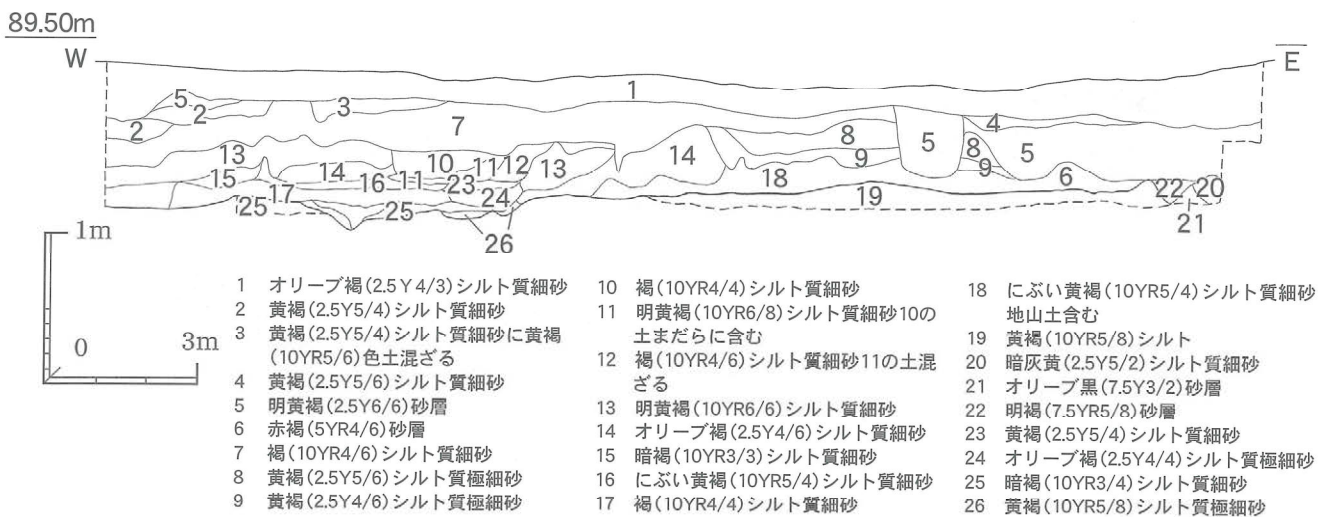 89.50m
W
E
1
5
2
3
4
7
2
8
5
8
5
13
14
10
11
12
13
14
9
9
15
16
11
23
18
6
17
24
19
22
20
25
25
21
26
1m
0
3m
1 オリーブ褐(2.5Y4/3)シルト質細砂
2 黄褐(2.5Y5/4)シルト質細砂
3 黄褐(2.5Y5/4)シルト質細砂に黄褐
(10YR5/6)色土混ざる
4 黄褐(2.5Y5/6)シルト質細砂
5 明黄褐(2.5Y6/6)砂層
6 赤褐(5YR4/6)砂層
7 褐(10YR4/6)シルト質細砂
8 黄褐(2.5Y5/6)シルト質極細砂
9 黄褐(2.5Y4/6)シルト質極細砂
10 褐(10YR4/4)シルト質細砂
11 明黄褐(10YR6/8)シルト質細砂10の
土まだらに含む
12 褐(10YR4/6)シルト質細砂11の土混
ざる
13 明黄褐(10YR6/6)シルト質細砂
14 オリーブ褐(2.5Y4/6)シルト質細砂
15 暗褐(10YR3/3)シルト質細砂
16 にぶい黄褐(10YR5/4)シルト質細砂
17 褐(10YR4/4)シルト質細砂
18 にぶい黄褐(10YR5/4)シルト質細砂
地山土含む
19 黄褐(10YR5/8)シルト
20 暗灰黄(2.5Y5/2)シルト質細砂
21 オリーブ黒(7.5Y3/2)砂層
22 明褐(7.5YR5/8)砂層
23 黄褐(2.5Y5/4)シルト質細砂
24 オリーブ褐(2.5Y4/4)シルト質極細砂
25 暗褐(10YR3/4)シルト質細砂
26 黄褐(10YR5/8)シルト質極細砂